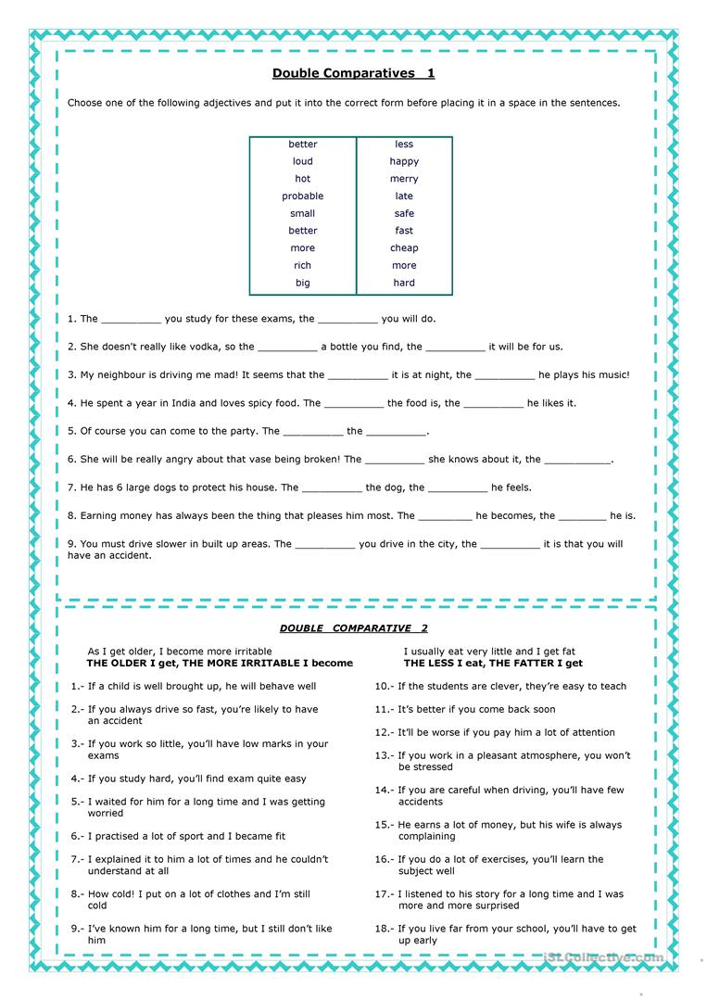 Double Comparatives 1
Choose one of the following adjectives and put it into the correct form before placing it in a space in the sentences.
better less
loud happy
hot merry
probable late
small safe
better fast
more cheap
rich more
big hard
1. The ___________ you study for these exams, the ___________ you will do.
2. She doesn't really like vodka, so the ___________ a bottle you find, the ___________ it will be for us.
3. My neighbour is driving me mad! It seems that the ___________ it is at night, the ___________ he plays his music!
4. He spent a year in India and loves spicy food. The ___________ the food is, the ___________ he likes it.
5. Of course you can come to the party. The ___________ the ___________.
6. She will be really angry about that vase being broken! The ___________ she knows about it, the ____________.
7. He has 6 large dogs to protect his house. The ___________ the dog, the ___________ he feels.
8. Earning money has always been the thing that pleases him most. The __________ he becomes, the _________ he is.
9. You must drive slower in built up areas. The ___________ you drive in the city, the ___________ it is that you will
have an accident.
DOUBLE COMPARATIVE 2
As I get older, I become more irritable
THE OLDER I get, THE MORE IRRITABLE I become
1.- If a child is well brought up, he will behave well
2.- If you always drive so fast, you're likely to have
an accident
3.- If you work so little, you'll have low marks in your
exams
4.- If you study hard, you'll find exam quite easy
5.- I waited for him for a long time and I was getting
worried
6.- I practised a lot of sport and I became fit
7.- I explained it to him a lot of times and he couldn't
understand at all
8.- How cold! I put on a lot of clothes and I'm still
cold
9.- I've known him for a long time, but I still don't like
him
I usually eat very little and I get fat
THE LESS I eat, THE FATTER I get
10.- If the students are clever, they're easy to teach
11.- It's better if you come back soon
12.- It'll be worse if you pay him a lot of attention
13.- If you work in a pleasant atmosphere, you won't
be stressed
14.- If you are careful when driving, you'll have few
accidents
15.- He earns a lot of money, but his wife is always
complaining
16.- If you do a lot of exercises, you'll learn the
subject well
17.- I listened to his story for a long time and I was
more and more surprised
18.- If you live far from your school, you'll have to get
up early
iSLCollective.com